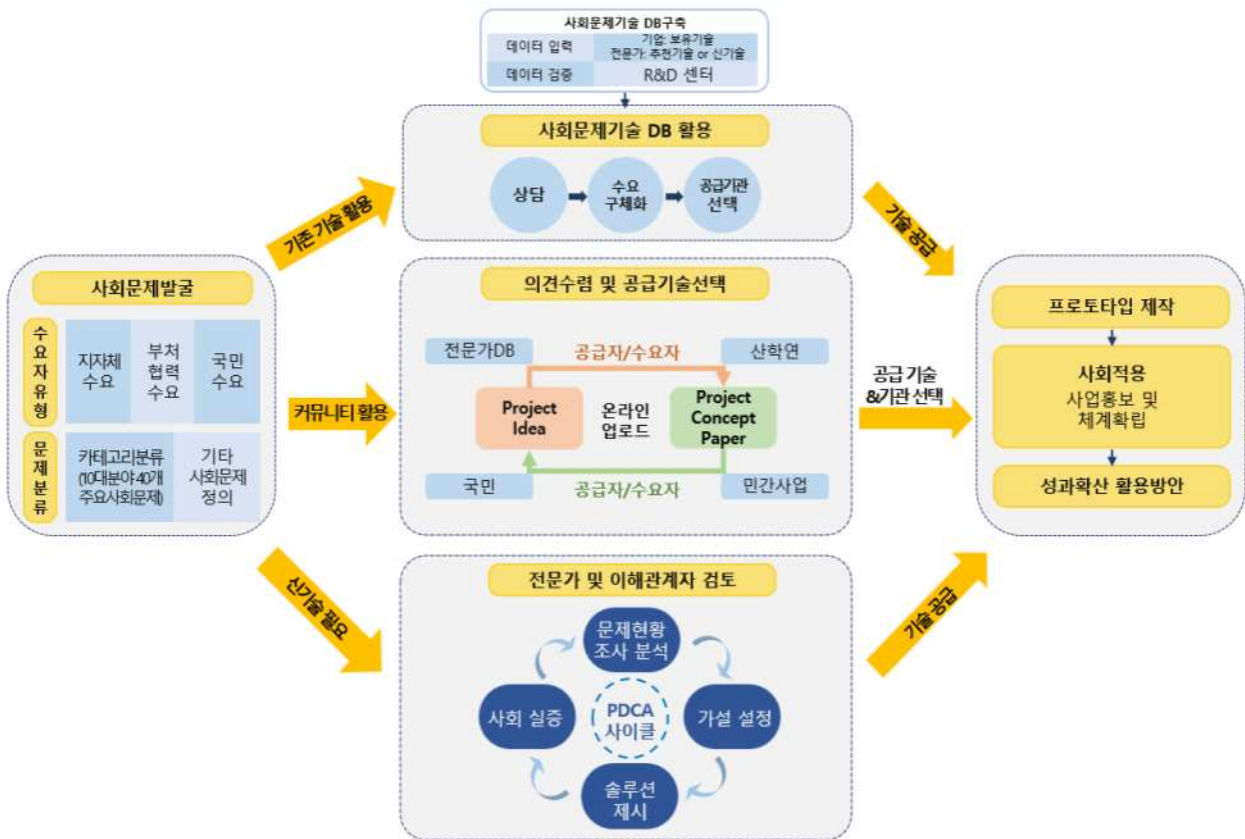 사회문제기술 DB구축
데이터 입력
기업: 보유기술
전문가: 추천기술 or 신기술
데이터 검증
R&D 센터
사회문제기술 DB 활용
상담
수요
구체화
공급기관
선택
기존 기술 활용
기술 공급
사회문제발굴
수요자유형
지자체
수요
부처
협력
수요
국민
수요
문제분류
카테고리분류
(10대분야 40개
주요사회문제)
기타
사회문제
정의
커뮤니티 활용
의견수렴 및 공급기술선택
전문가DB
공급자/수요자
산학연
Project
Idea
온라인
업로드
Project
Concept
Paper
국민
공급자/수요자
민간사업
공급 기술
&기관 선택
프로토타입 제작
사회적용
사업홍보 및
체계확립
성과확산 활용방안
신기술 필요
기술 공급
전문가 및 이해관계자 검토
문제현황
조사 분석
사회 실증
PDCA
사이클
가설 설정
솔루션
제시